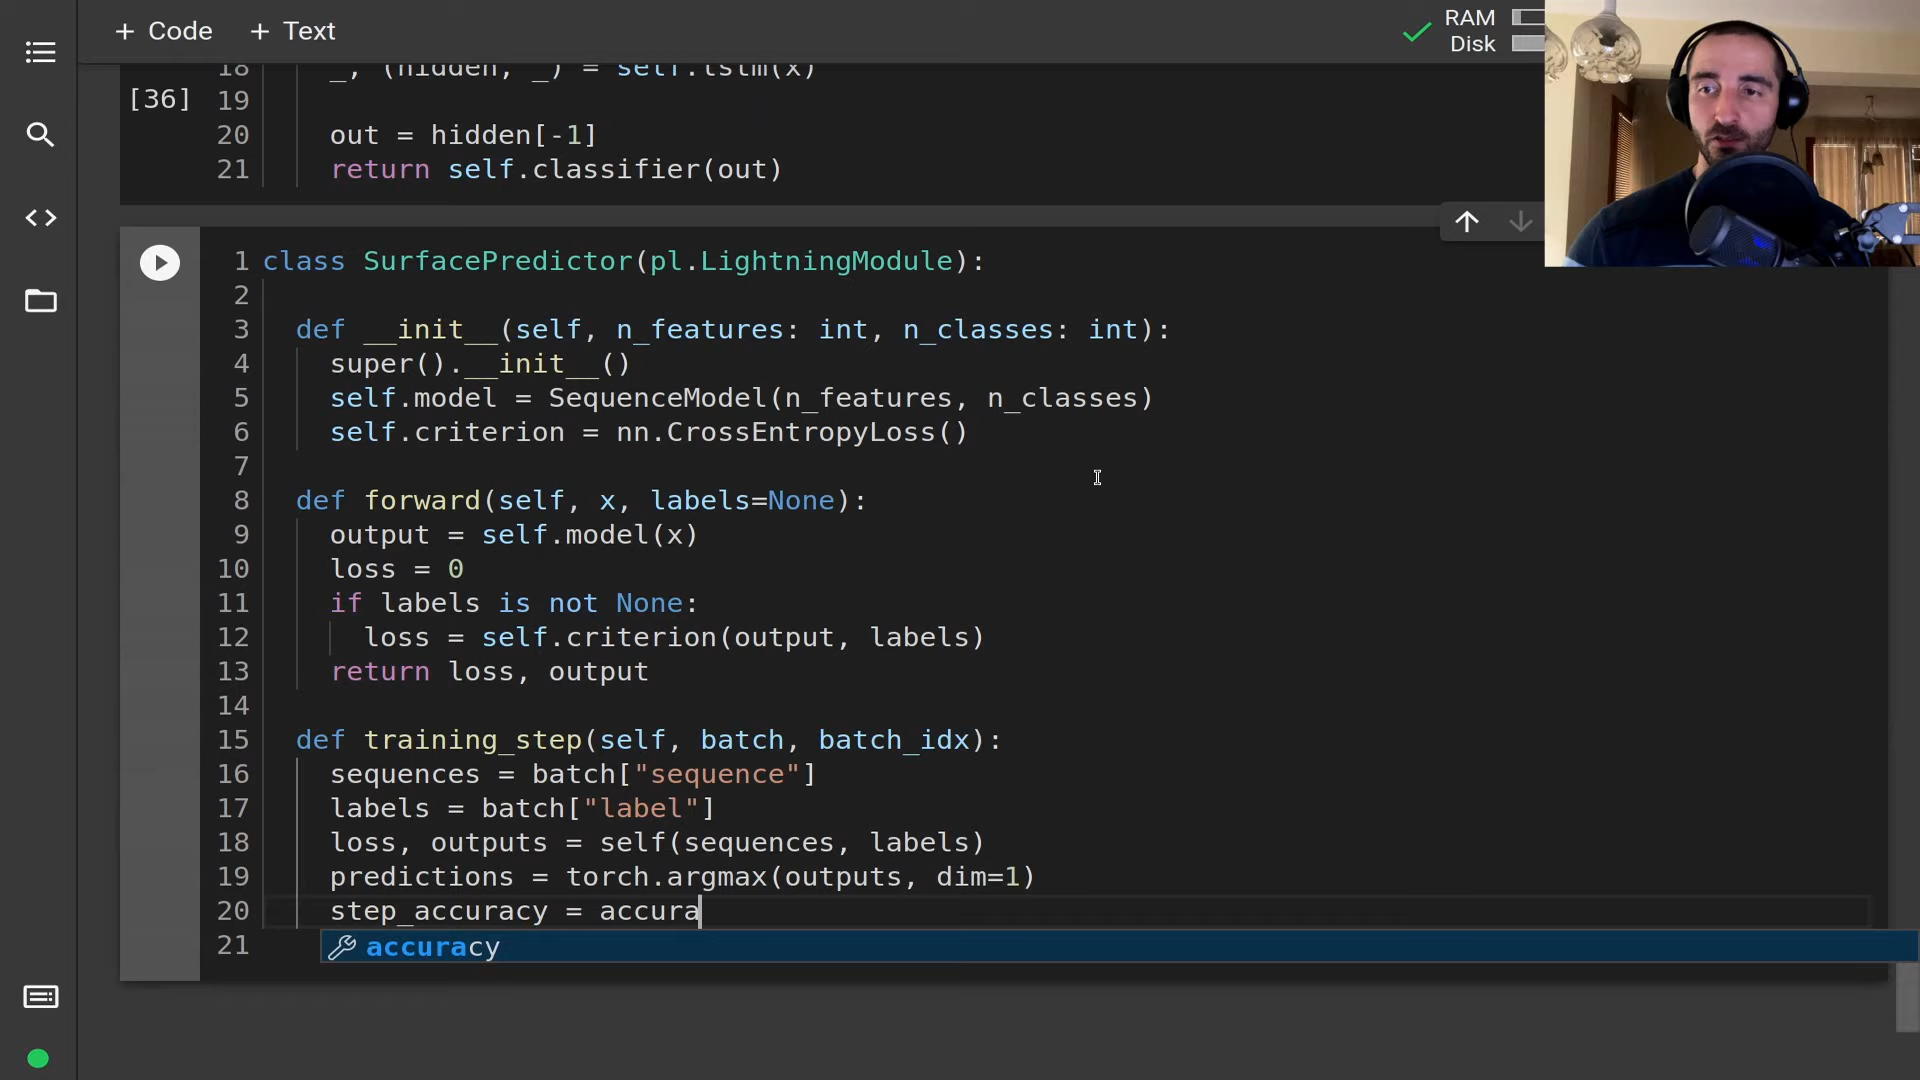 + Code + Text
RAM
Disk
18 _, (hidden, _) = self.lstm(x)
[36] 19
20 out = hidden[-1]
21 return self.classifier(out)
1 class SurfacePredictor(pl.LightningModule):
2
3 def __init__(self, n_features: int, n_classes: int):
4 super().__init__()
5 self.model = SequenceModel(n_features, n_classes)
6 self.criterion = nn.CrossEntropyLoss()
7
8 def forward(self, x, labels=None):
9 output = self.model(x)
10 loss = 0
11 if labels is not None:
12 loss = self.criterion(output, labels)
13 return loss, output
14
15 def training_step(self, batch, batch_idx):
16 sequences = batch["sequence"]
17 labels = batch["label"]
18 loss, outputs = self(sequences, labels)
19 predictions = torch.argmax(outputs, dim=1)
20 step_accuracy = accura
21 accuracy